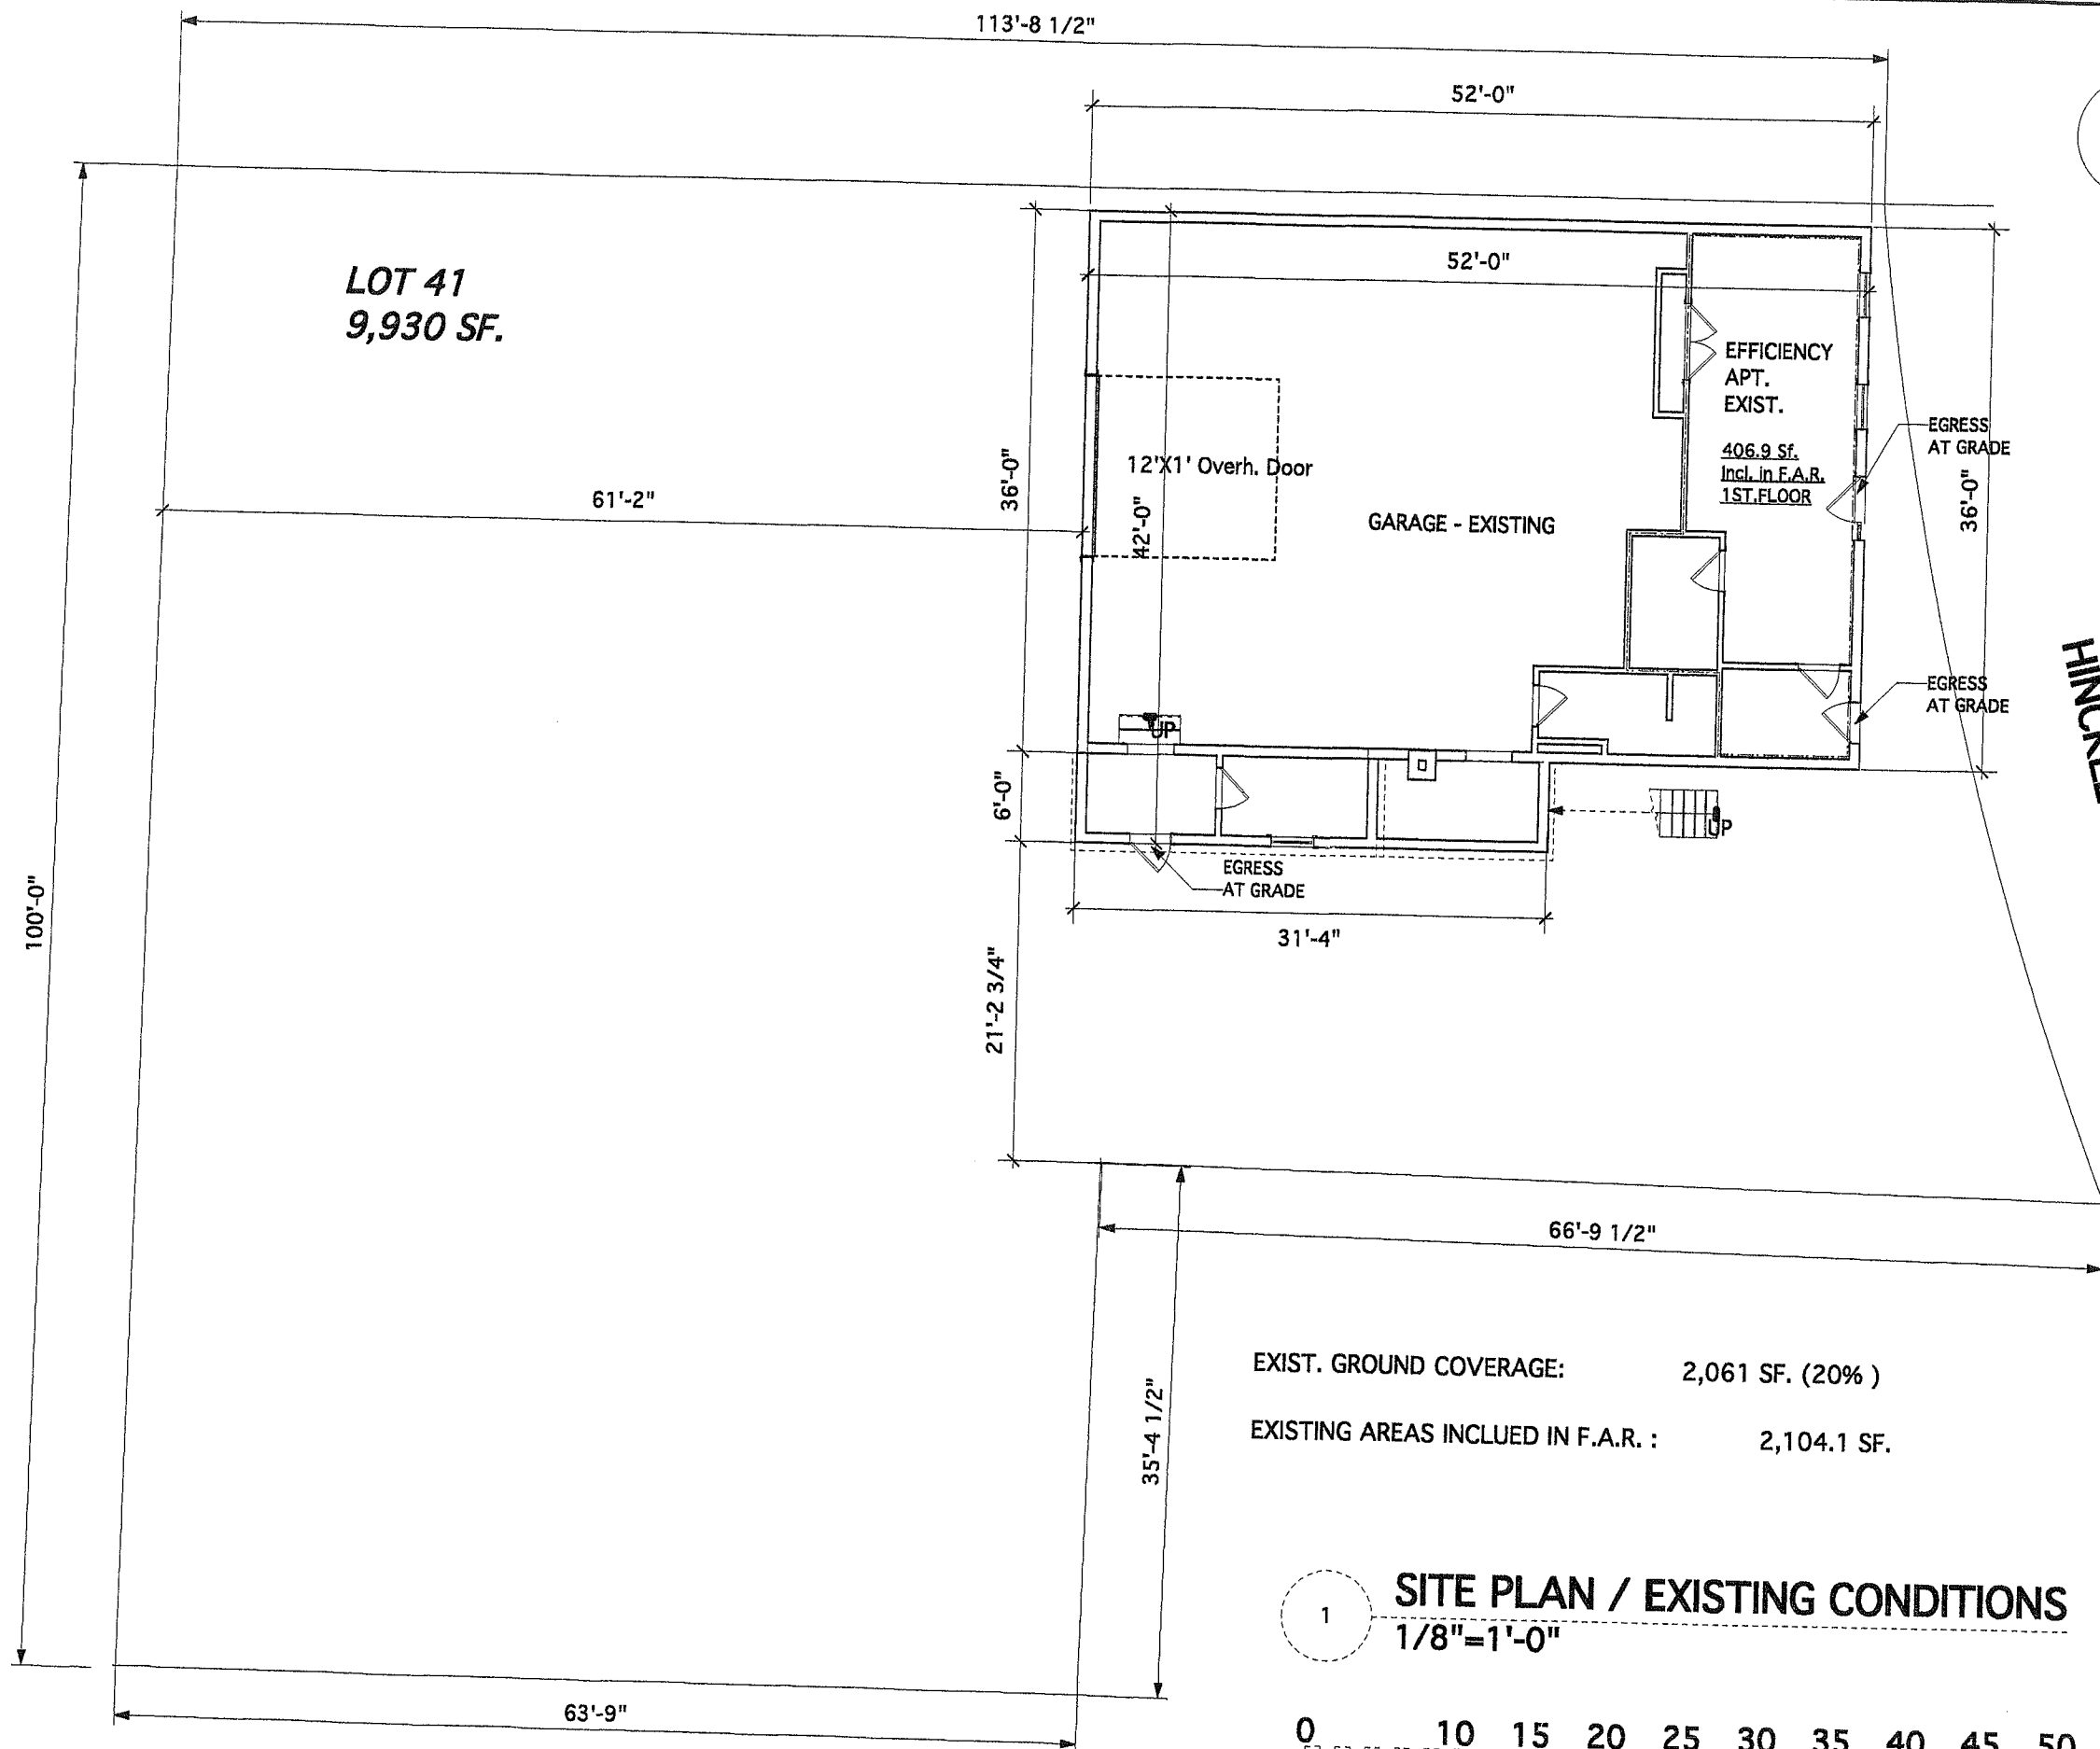 113'-8 1/2"
52'-0"
LOT 41
9,930 SF.
52'-0"
EFFICIENCY
APT.
EXIST.
406.9 Sf.
Incl. in F.A.R.
1ST.FLOOR
EGRESS
AT GRADE
36'-0"
12'X1' Overh. Door
42'-0"
61'-2"
GARAGE - EXISTING
36'-0"
EGRESS
AT GRADE
UP
6'-0"
UP
EGRESS
AT GRADE
31'-4"
100'-0"
21'-2 3/4"
66'-9 1/2"
EXIST. GROUND COVERAGE: 2,061 SF. (20% )
35'-4 1/2"
EXISTING AREAS INCLUED IN F.A.R. : 2,104.1 SF.
1
SITE PLAN / EXISTING CONDITIONS
1/8"=1'-0"
63'-9"
0 10 15 20 25 30 35 40 45 50